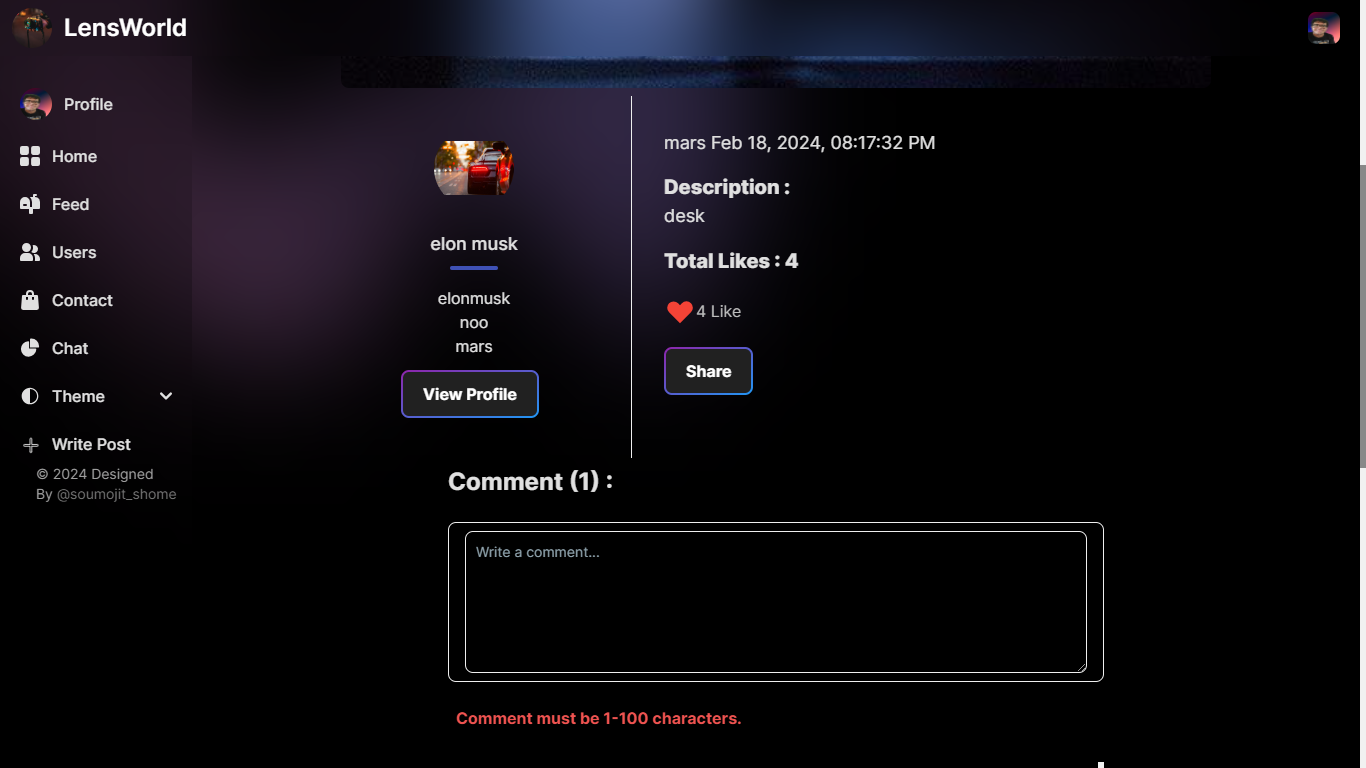 LensWorld
Profile
Home
Feed
Users
Contact
Chat
Theme
Write Post
© 2024 Designed
By @soumojit_shome
elon musk
elonmusk
noo
mars
View Profile
mars Feb 18, 2024, 08:17:32 PM
Description :
desk
Total Likes : 4
4 Like
Share
Comment (1) :
Write a comment...
Comment must be 1-100 characters.